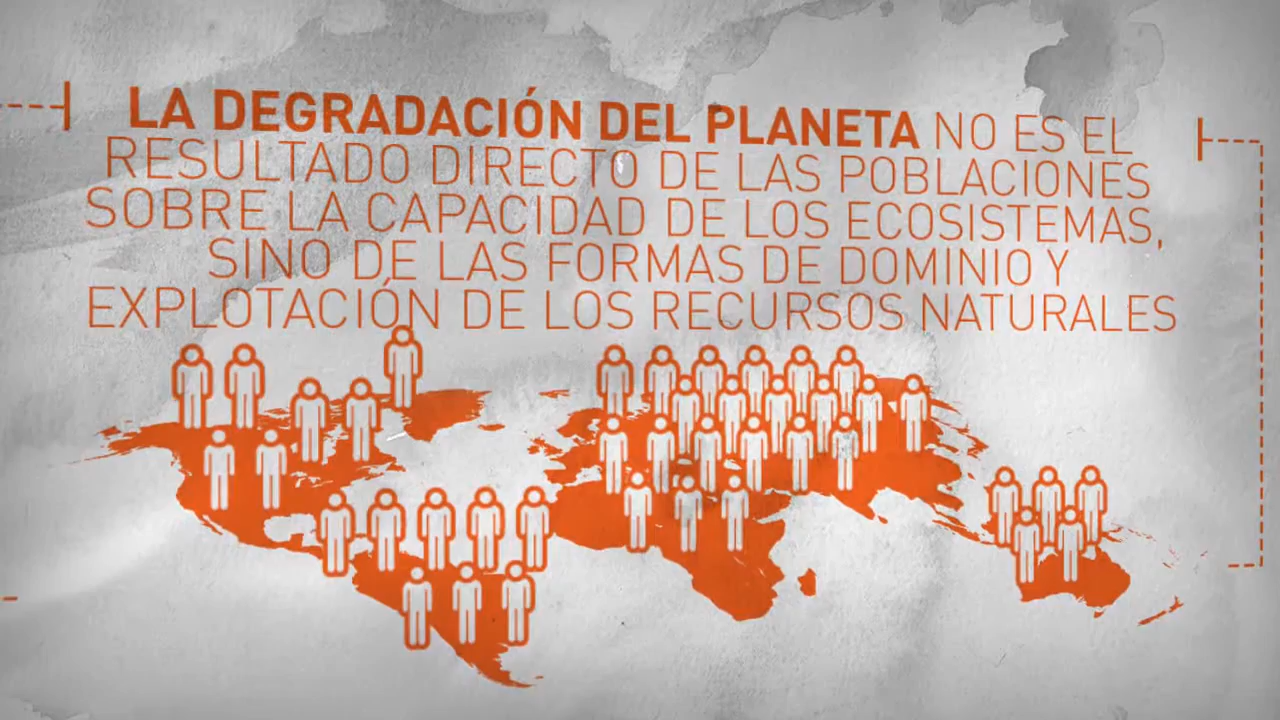 LA DEGRADACIÓN DEL PLANETA NO ES EL
RESULTADO DIRECTO DE LAS POBLACIONES
SOBRE LA CAPACIDAD DE LOS ECOSISTEMAS,
SINO DE LAS FORMAS DE DOMINIO Y
EXPLOTACIÓN DE LOS RECURSOS NATURALES